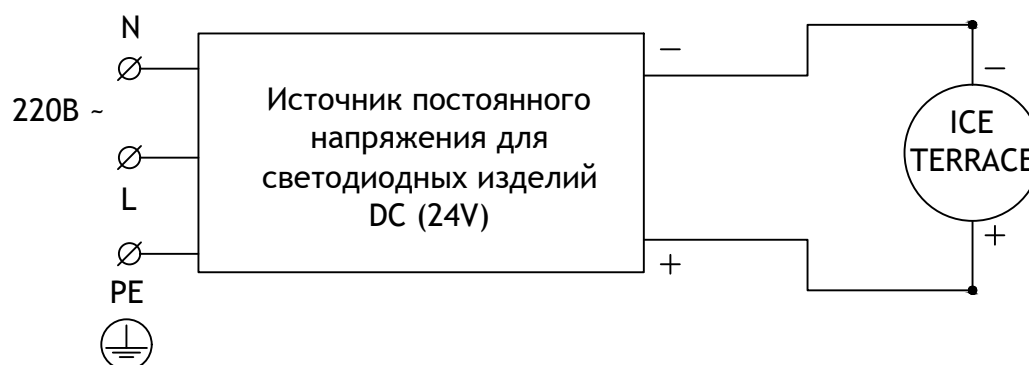 N
220В ~
L
PE
Источник постоянного
напряжения для
светодиодных изделий
DC (24V)
−
+
−
ICE
TERRACE
+